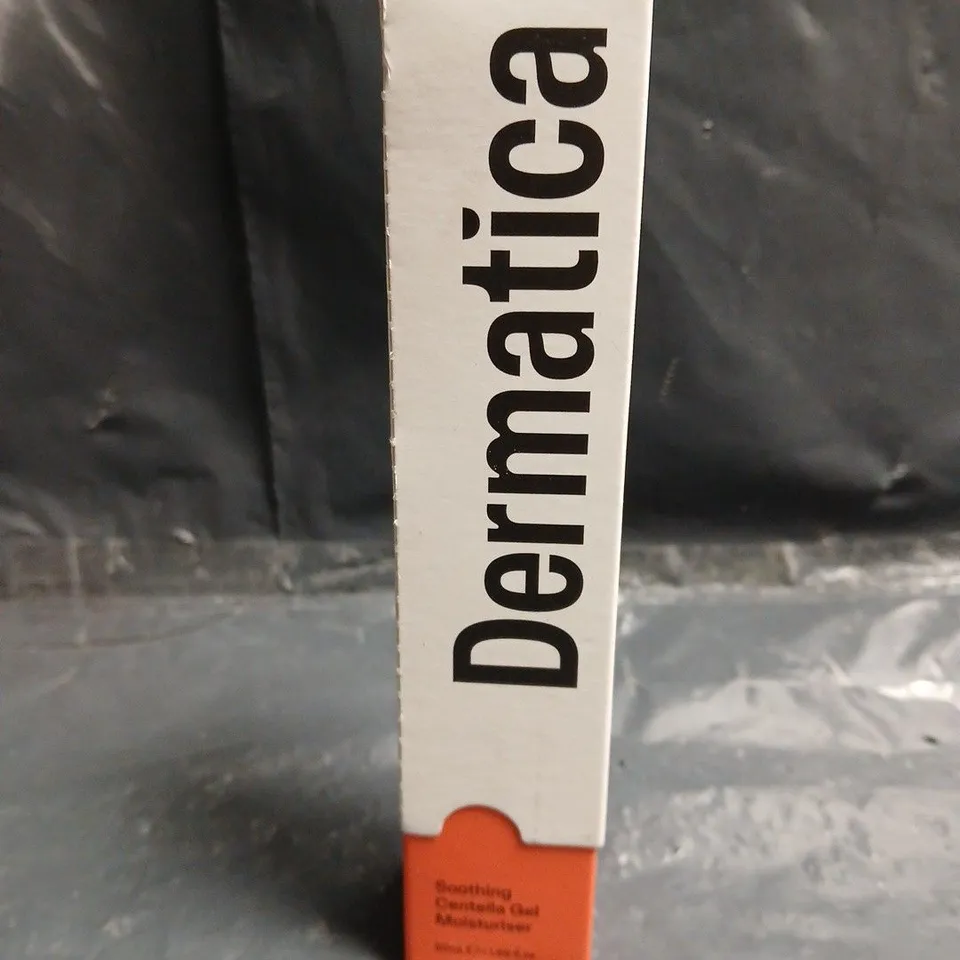 Dermatica
Soothing
Centella Gel
Moisturiser